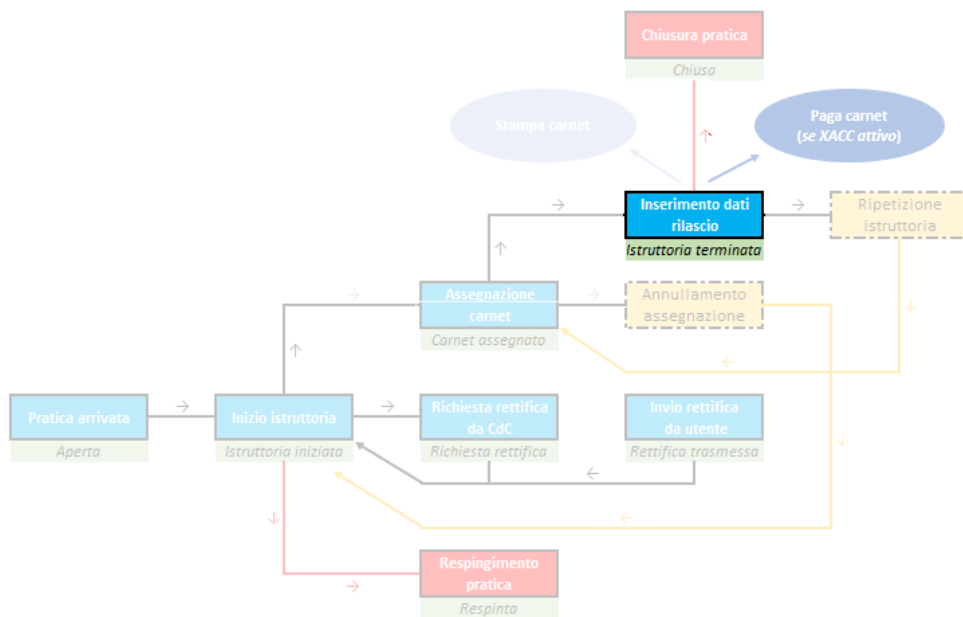 Chiusura pratica
Chiusa
Stampa carnet
Paga carnet
(se XACC attivo)
Inserimento dati
rilascio
Istruttoria terminata
Ripetizione
istruttoria
Assegnazione
carnet
Carnet assegnato
Annullamento
assegnazione
Pratica arrivata
Aperta
Inizio istruttoria
Istruttoria iniziata
Richiesta rettifica
da CdC
Richiesta rettifica
Invio rettifica
da utente
Rettifica trasmessa
Respingimento
pratica
Respinta